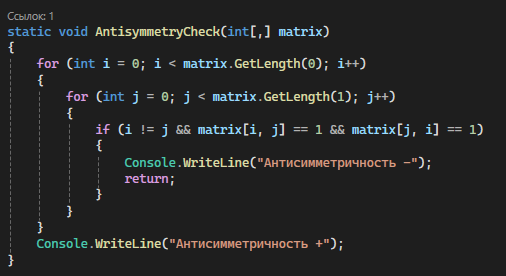 Ссылок: 1
static void AntisymmetryCheck(int[,] matrix)
{
for (int i = 0; i < matrix.GetLength(0); i++)
{
for (int j = 0; j < matrix.GetLength(1); j++)
{
if (i != j && matrix[i, j] == 1 && matrix[j, i] == 1)
{
Console.WriteLine("Антисимметричность -");
return;
}
}
}
Console.WriteLine("Антисимметричность +");
}